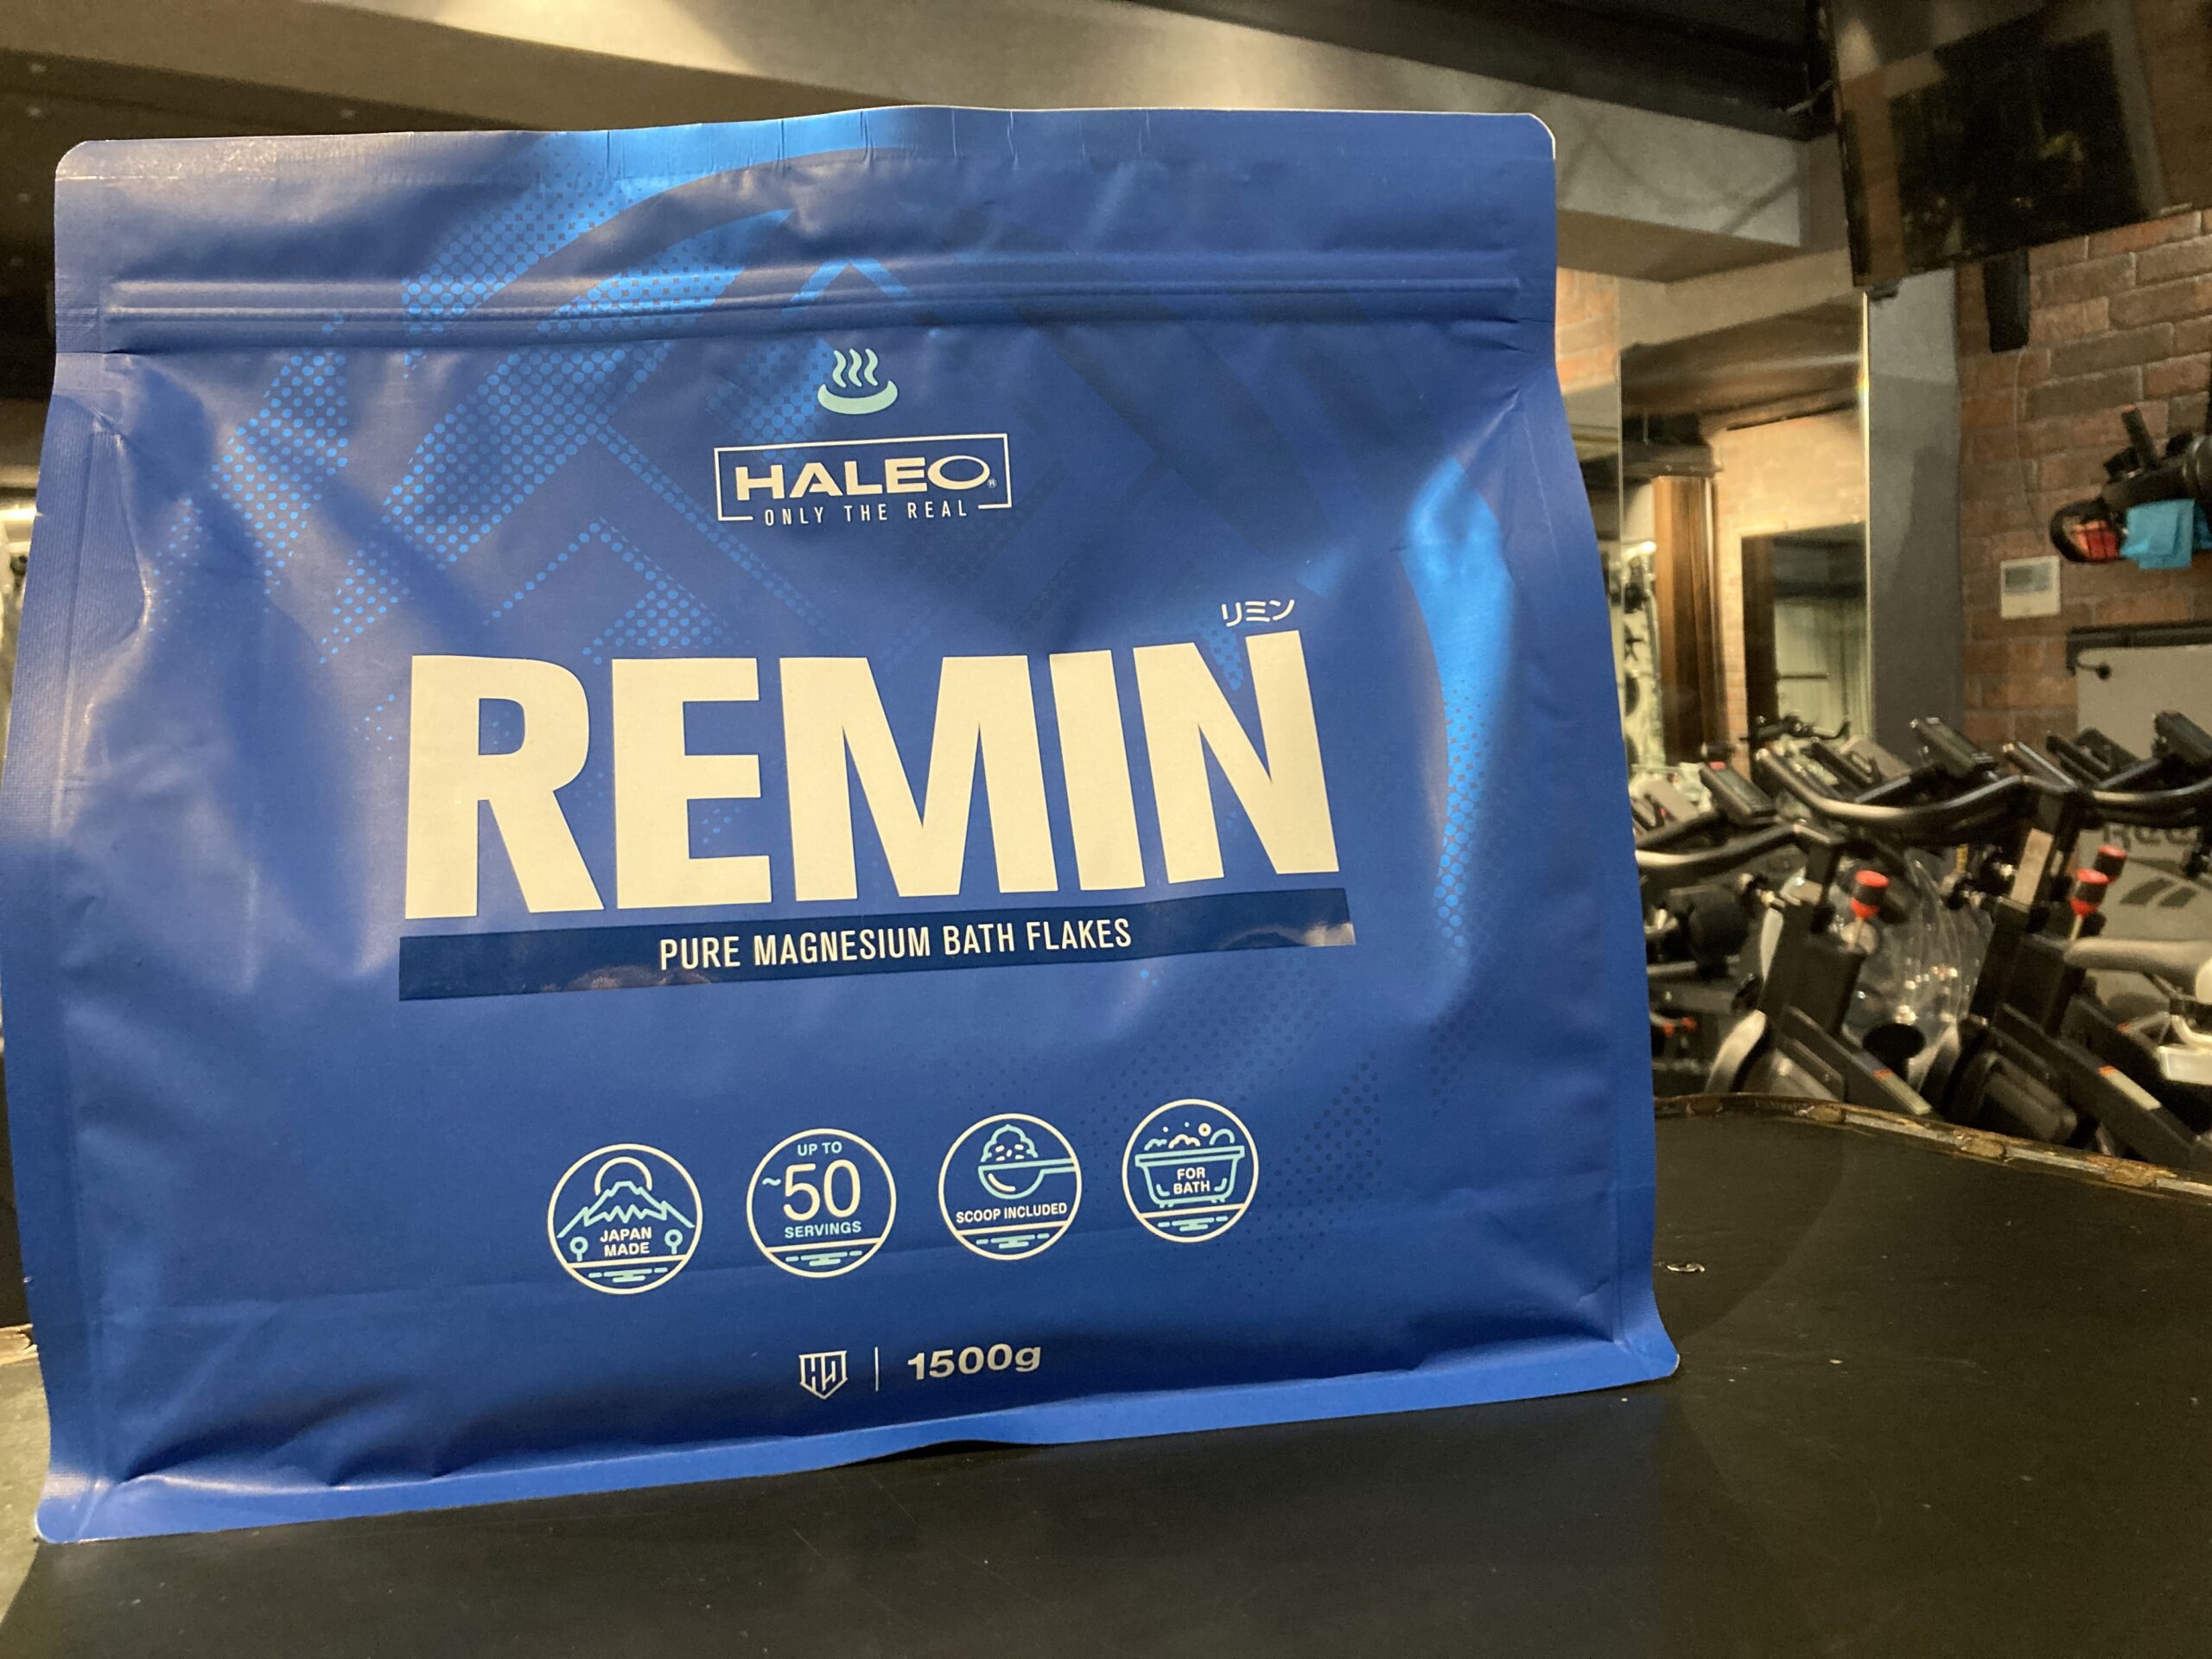 HALEO®
ONLY THE REAL
リミン
REMIN
PURE MAGNESIUM BATH FLAKES
JAPAN
MADE
UP TO
~50
SERVINGS
SCOOP INCLUDED
FOR
BATH
1500g